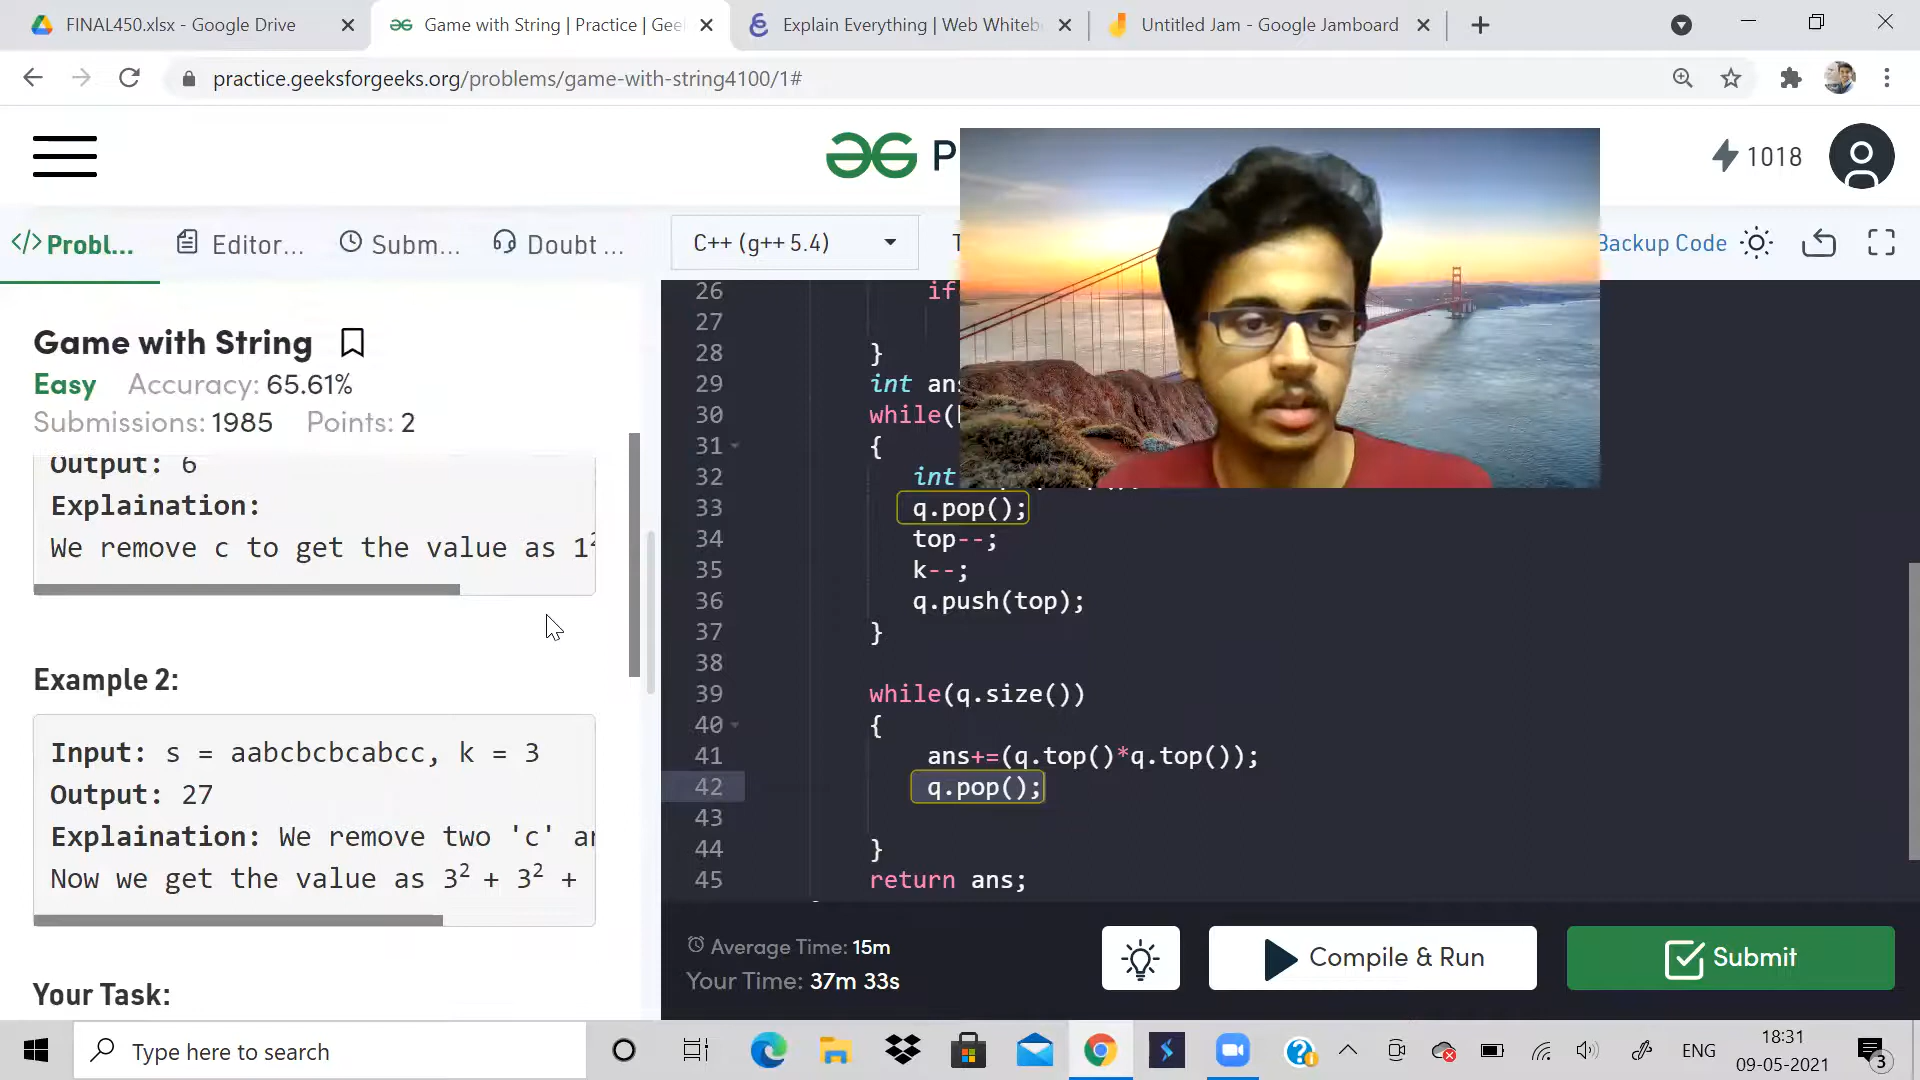 FINAL450.xlsx - Google Drive
Game with String | Practice | Gee
Explain Everything | Web Whiteb
Untitled Jam - Google Jamboard
practice.geeksforgeeks.org/problems/game-with-string4100/1#
P
1018
Probl...
Editor...
Subm...
Doubt ...
C++ (g++ 5.4)
Backup Code
Game with String
Easy Accuracy: 65.61%
Submissions: 1985 Points: 2
Output: 6
Explaination:
We remove c to get the value as 1²
Example 2:
Input: s = aabcbcbcabcc, k = 3
Output: 27
Explaination: We remove two 'c' an
Now we get the value as 3² + 3² +
Your Task:
26 if
27
28 }
29 int ans
30 while(
31 {
32 int
33 q.pop();
34 top--;
35 k--;
36 q.push(top);
37 }
38
39 while(q.size())
40 {
41 ans+=(q.top()*q.top());
42 q.pop();
43
44 }
45 return ans;
Average Time: 15m
Your Time: 37m 33s
Compile & Run
Submit
Type here to search
ENG
18:31
09-05-2021
3